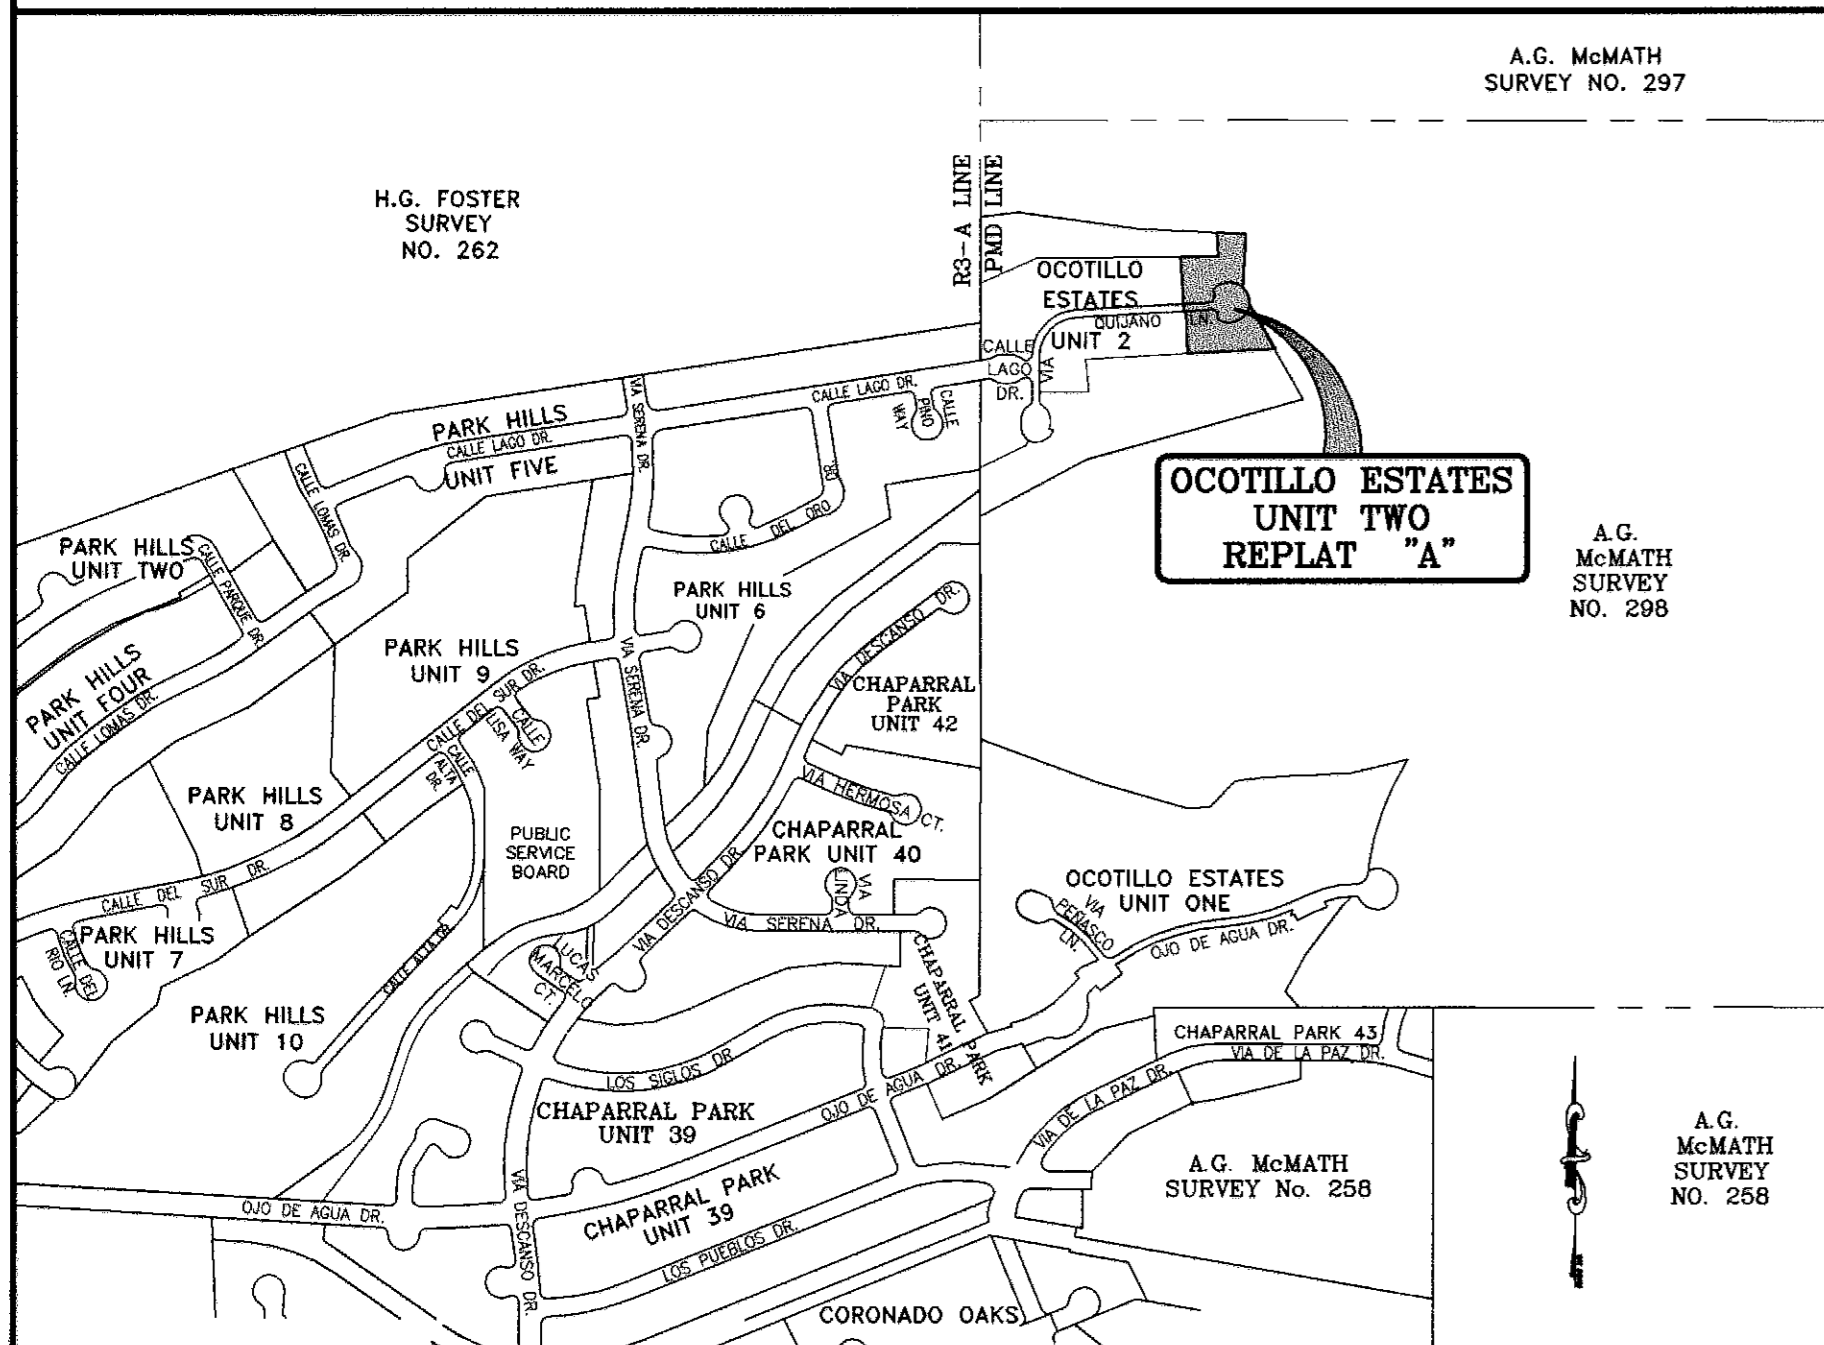 A.G. McMATH
SURVEY NO. 297
H.G. FOSTER
SURVEY
NO. 262
R3-A LINE
PMD LINE
OCOTILLO
ESTATES
UNIT 2
QUIJANO
LN.
VIA
CALLE
LAGO
DR.
OCOTILLO ESTATES
UNIT TWO
REPLAT "A"
A.G.
McMATH
SURVEY
NO. 298
PARK HILLS
UNIT FIVE
CALLE LAGO DR.
VIA SERENA DR.
CALLE LAGO DR.
CALLE
PINO
WAY
CALLE LOMAS DR.
CALLE DEL ORO DR.
PARK HILLS
UNIT TWO
CALLE PARQUE DR.
PARK HILLS
UNIT 6
PARK HILLS
UNIT 9
PARK HILLS
UNIT FOUR
CALLE LOMAS DR.
CALLE DEL SUR DR.
CALLE
LISA WAY
CALLE
ALTA
DR.
VIA SERENA DR.
VIA DESCANSO DR.
CHAPARRAL
PARK
UNIT 42
VIA HERMOSA CT.
PARK HILLS
UNIT 8
PUBLIC
SERVICE
BOARD
CHAPARRAL
PARK UNIT 40
VIA
LINDA
VIA DESCANSO DR.
VIA SERENA DR.
CALLE DEL SUR DR.
PARK HILLS
UNIT 7
CALLE DEL
RIO LN.
CALLE ALTA DR.
LUCAS
MARCELO
CT.
OCOTILLO ESTATES
UNIT ONE
VIA
PEÑASCO
LN.
OJO DE AGUA DR.
CHAPARRAL PARK
UNIT 41
PARK HILLS
UNIT 10
LOS SIGLOS DR.
OJO DE AGUA DR.
CHAPARRAL PARK 43
VIA DE LA PAZ DR.
VIA DE LA PAZ DR.
CHAPARRAL PARK
UNIT 39
CHAPARRAL PARK
UNIT 39
A.G. McMATH
SURVEY No. 258
A.G.
McMATH
SURVEY
NO. 258
OJO DE AGUA DR.
VIA DESCANSO DR.
LOS PUEBLOS DR.
CORONADO OAKS